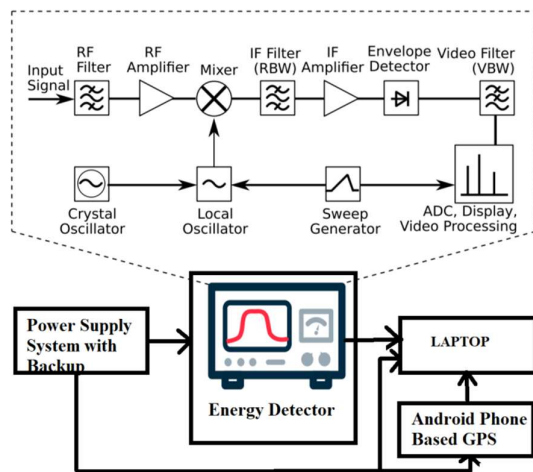 RF
Filter
RF
Amplifier
Mixer
IF Filter
(RBW)
IF
Amplifier
Envelope
Detector
Video Filter
(VBW)
Input
Signal
Crystal
Oscillator
Local
Oscillator
Sweep
Generator
ADC, Display,
Video Processing
Power Supply
System with
Backup
Energy Detector
LAPTOP
Android Phone
Based GPS